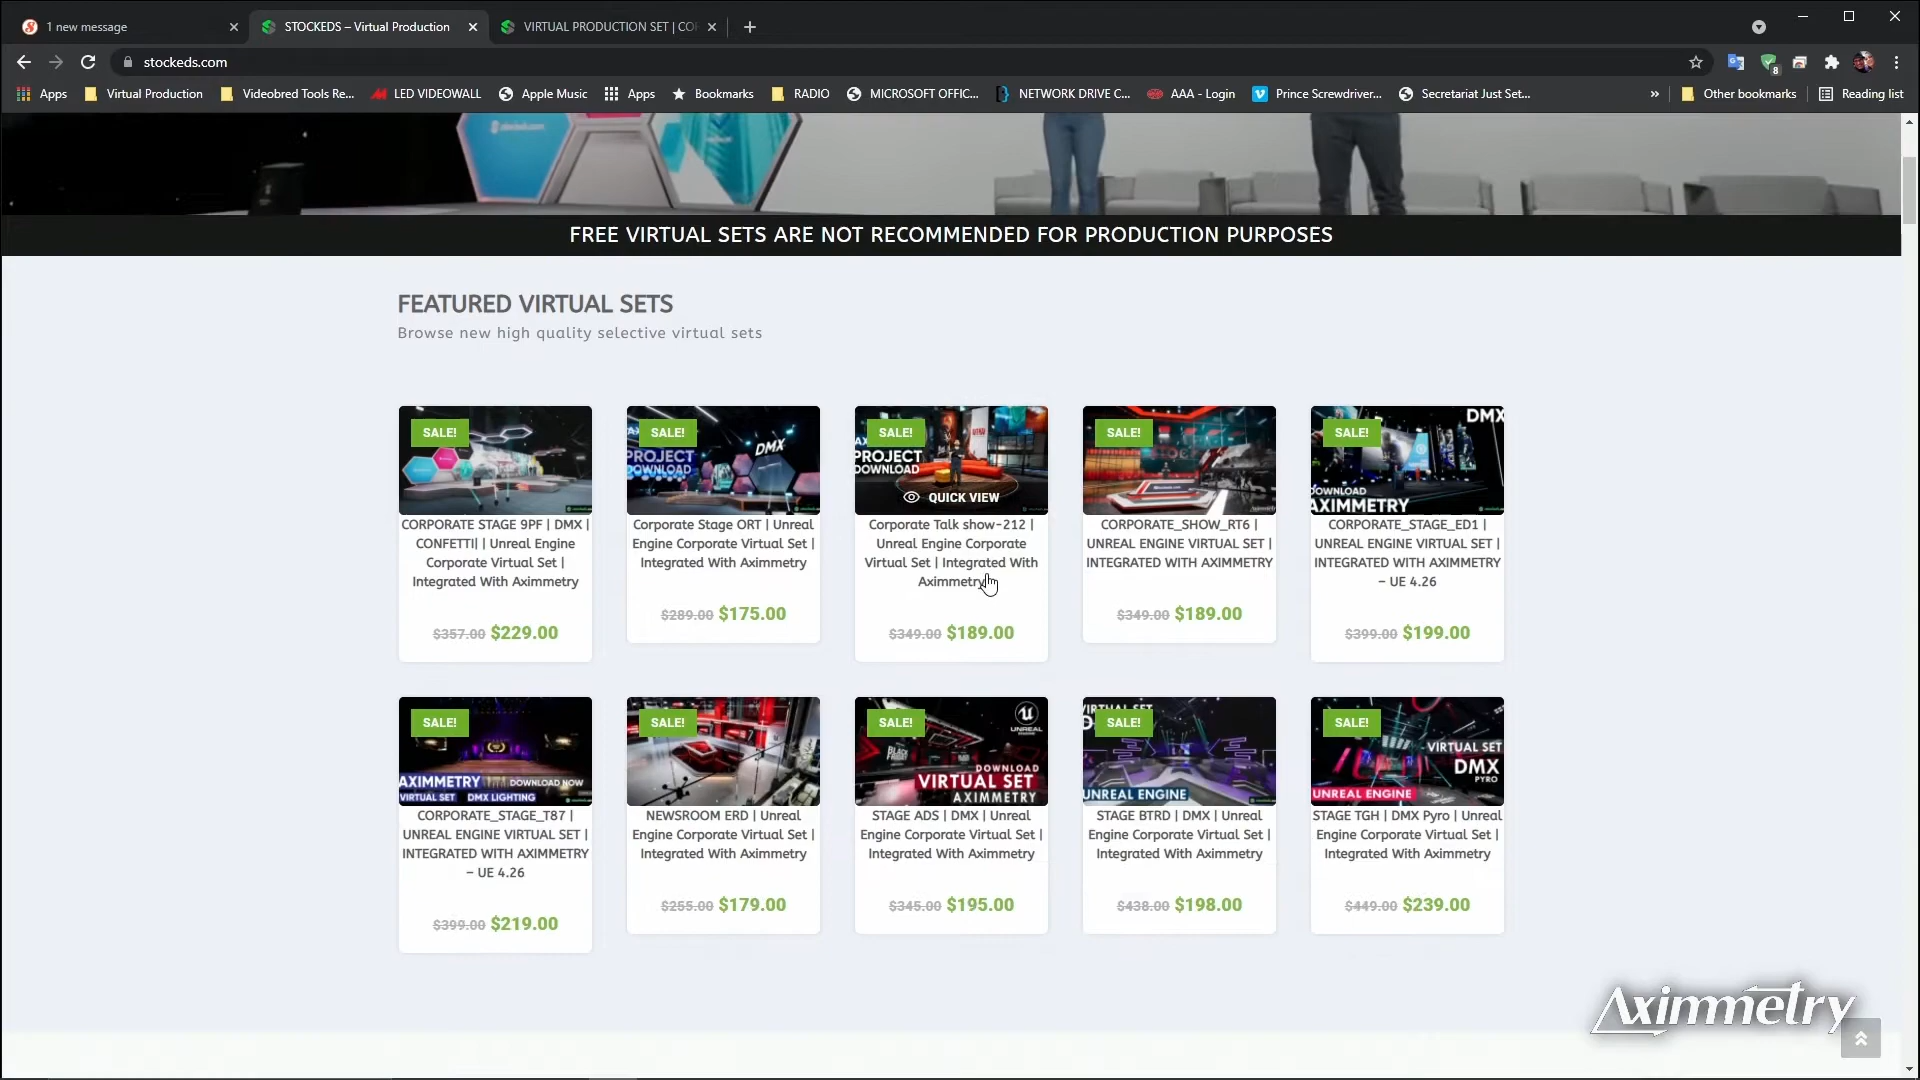 1 new message
STOCKEDS – Virtual Production
VIRTUAL PRODUCTION SET | CO
stockeds.com
8
Apps
Virtual Production
Videobred Tools Re...
LED VIDEOWALL
Apple Music
Apps
Bookmarks
RADIO
MICROSOFT OFFIC...
NETWORK DRIVE C...
AAA - Login
Prince Screwdriver...
Secretariat Just Set...
»
Other bookmarks
Reading list
stockeds.com
FREE VIRTUAL SETS ARE NOT RECOMMENDED FOR PRODUCTION PURPOSES
FEATURED VIRTUAL SETS
Browse new high quality selective virtual sets
SALE!
CORPORATE STAGE 9PF | DMX |
CONFETTI| | Unreal Engine
Corporate Virtual Set |
Integrated With Aximmetry
$357.00 $229.00
SALE!
DMX
PROJECT
DOWNLOAD
Corporate Stage ORT | Unreal
Engine Corporate Virtual Set |
Integrated With Aximmetry
$289.00 $175.00
SALE!
PROJECT
DOWNLOAD
QUICK VIEW
Corporate Talk show-212 |
Unreal Engine Corporate
Virtual Set | Integrated With
Aximmetry
$349.00 $189.00
SALE!
CORPORATE_SHOW_RT6 |
UNREAL ENGINE VIRTUAL SET |
INTEGRATED WITH AXIMMETRY
$349.00 $189.00
SALE!
DMX
DOWNLOAD
AXIMMETRY
CORPORATE_STAGE_ED1 |
UNREAL ENGINE VIRTUAL SET |
INTEGRATED WITH AXIMMETRY
– UE 4.26
$399.00 $199.00
SALE!
AXIMMETRY DOWNLOAD NOW
VIRTUAL SET DMX LIGHTING
CORPORATE_STAGE_T87 |
UNREAL ENGINE VIRTUAL SET |
INTEGRATED WITH AXIMMETRY
– UE 4.26
$399.00 $219.00
SALE!
NEWSROOM ERD | Unreal
Engine Corporate Virtual Set |
Integrated With Aximmetry
$255.00 $179.00
SALE!
UNREAL
BLACK
FRIDAY
DOWNLOAD
VIRTUAL SET
AXIMMETRY
STAGE ADS | DMX | Unreal
Engine Corporate Virtual Set |
Integrated With Aximmetry
$345.00 $195.00
VIRTUAL SET
SALE!
UNREAL ENGINE
STAGE BTRD | DMX | Unreal
Engine Corporate Virtual Set |
Integrated With Aximmetry
$438.00 $198.00
SALE!
VIRTUAL SET
DMX
PYRO
UNREAL ENGINE
STAGE TGH | DMX Pyro | Unreal
Engine Corporate Virtual Set |
Integrated With Aximmetry
$449.00 $239.00
Aximmetry